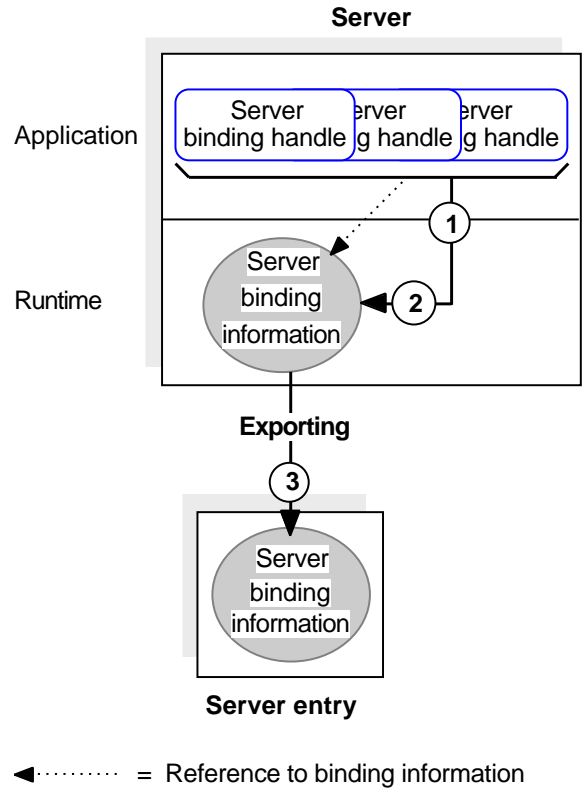 Server
Application
Server
binding handle
erver
g handle
erver
g handle
1
Runtime
Server
binding
information
2
Exporting
3
Server
binding
information
Server entry
= Reference to binding information